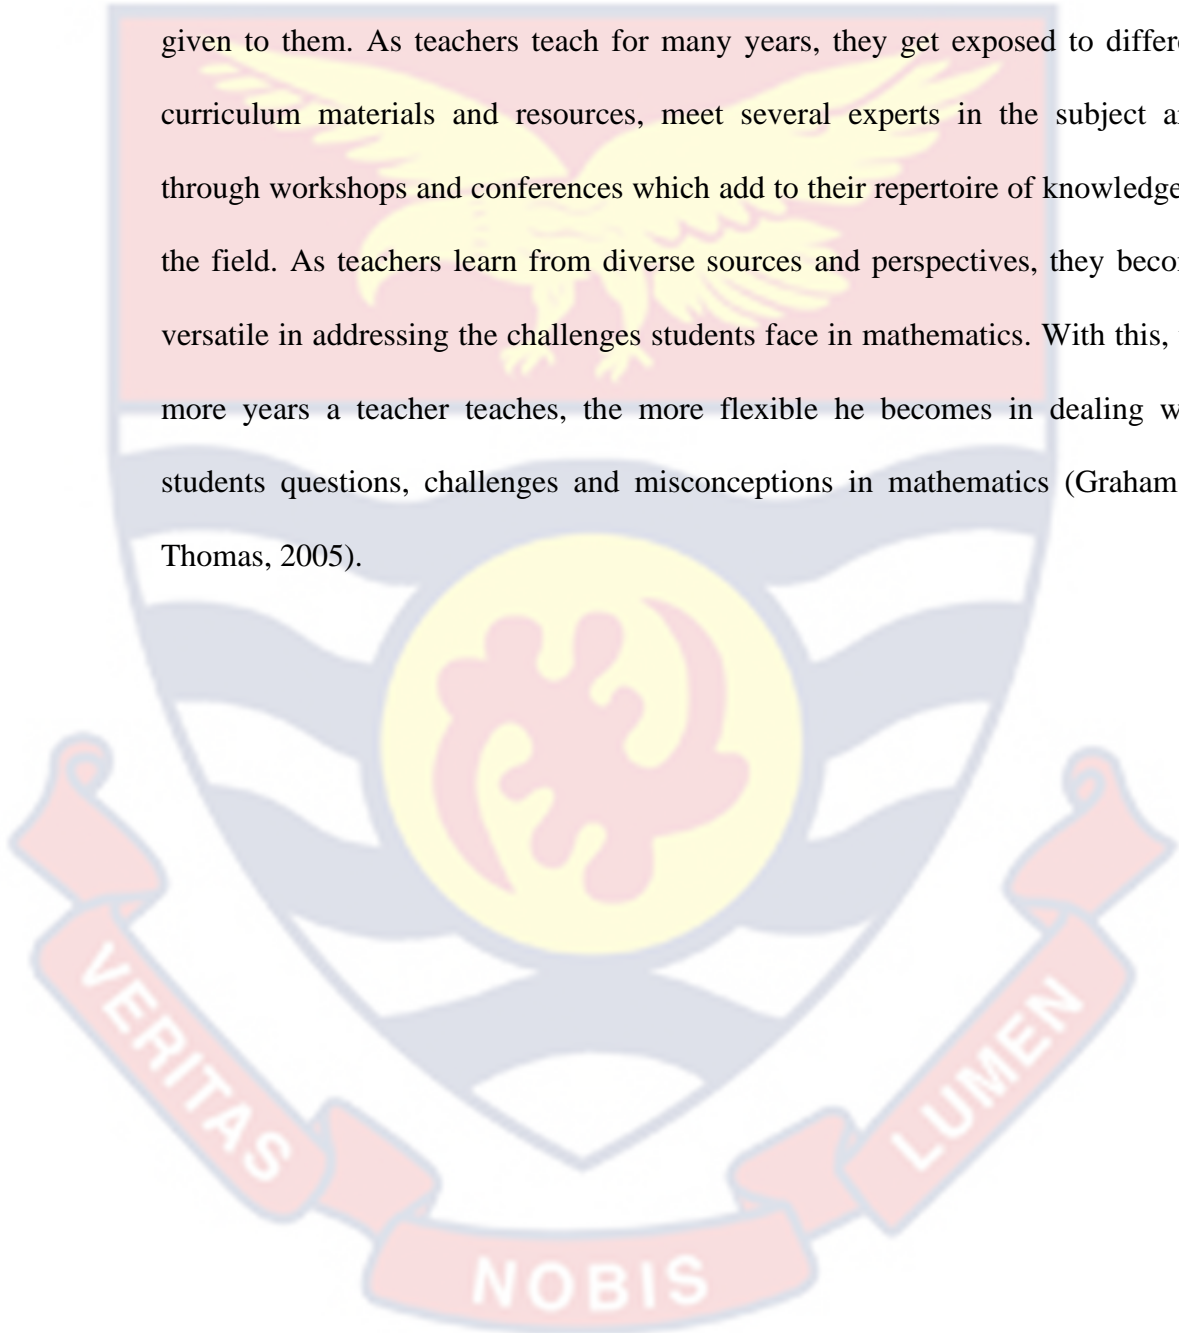 given to them. As teachers teach for many years, they get exposed to differe
curriculum materials and resources, meet several experts in the subject a
through workshops and conferences which add to their repertoire of knowledge
the field. As teachers learn from diverse sources and perspectives, they becom
versatile in addressing the challenges students face in mathematics. With this,
more years a teacher teaches, the more flexible he becomes in dealing w
students questions, challenges and misconceptions in mathematics (Graham
Thomas, 2005).
VERITAS
NOBIS
LUMEN